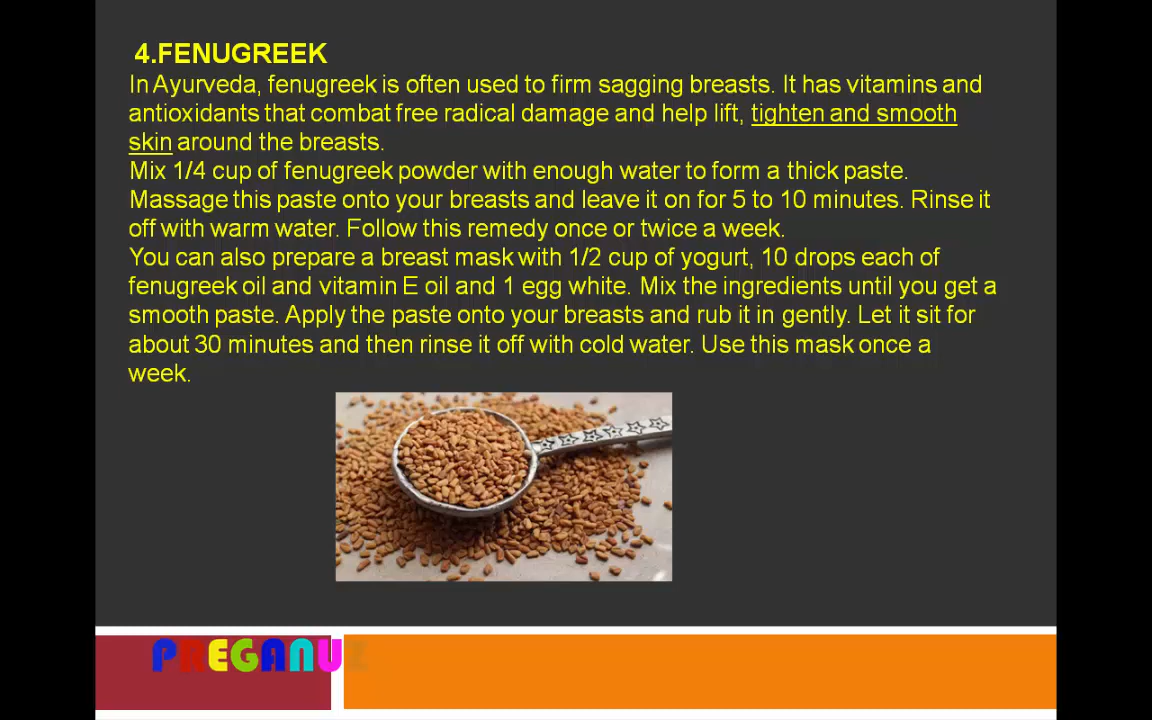 4.FENUGREEK
In Ayurveda, fenugreek is often used to firm sagging breasts. It has vitamins and
antioxidants that combat free radical damage and help lift, tighten and smooth
skin around the breasts.
Mix 1/4 cup of fenugreek powder with enough water to form a thick paste.
Massage this paste onto your breasts and leave it on for 5 to 10 minutes. Rinse it
off with warm water. Follow this remedy once or twice a week.
You can also prepare a breast mask with 1/2 cup of yogurt, 10 drops each of
fenugreek oil and vitamin E oil and 1 egg white. Mix the ingredients until you get a
smooth paste. Apply the paste onto your breasts and rub it in gently. Let it sit for
about 30 minutes and then rinse it off with cold water. Use this mask once a
week.
PREGANUZ